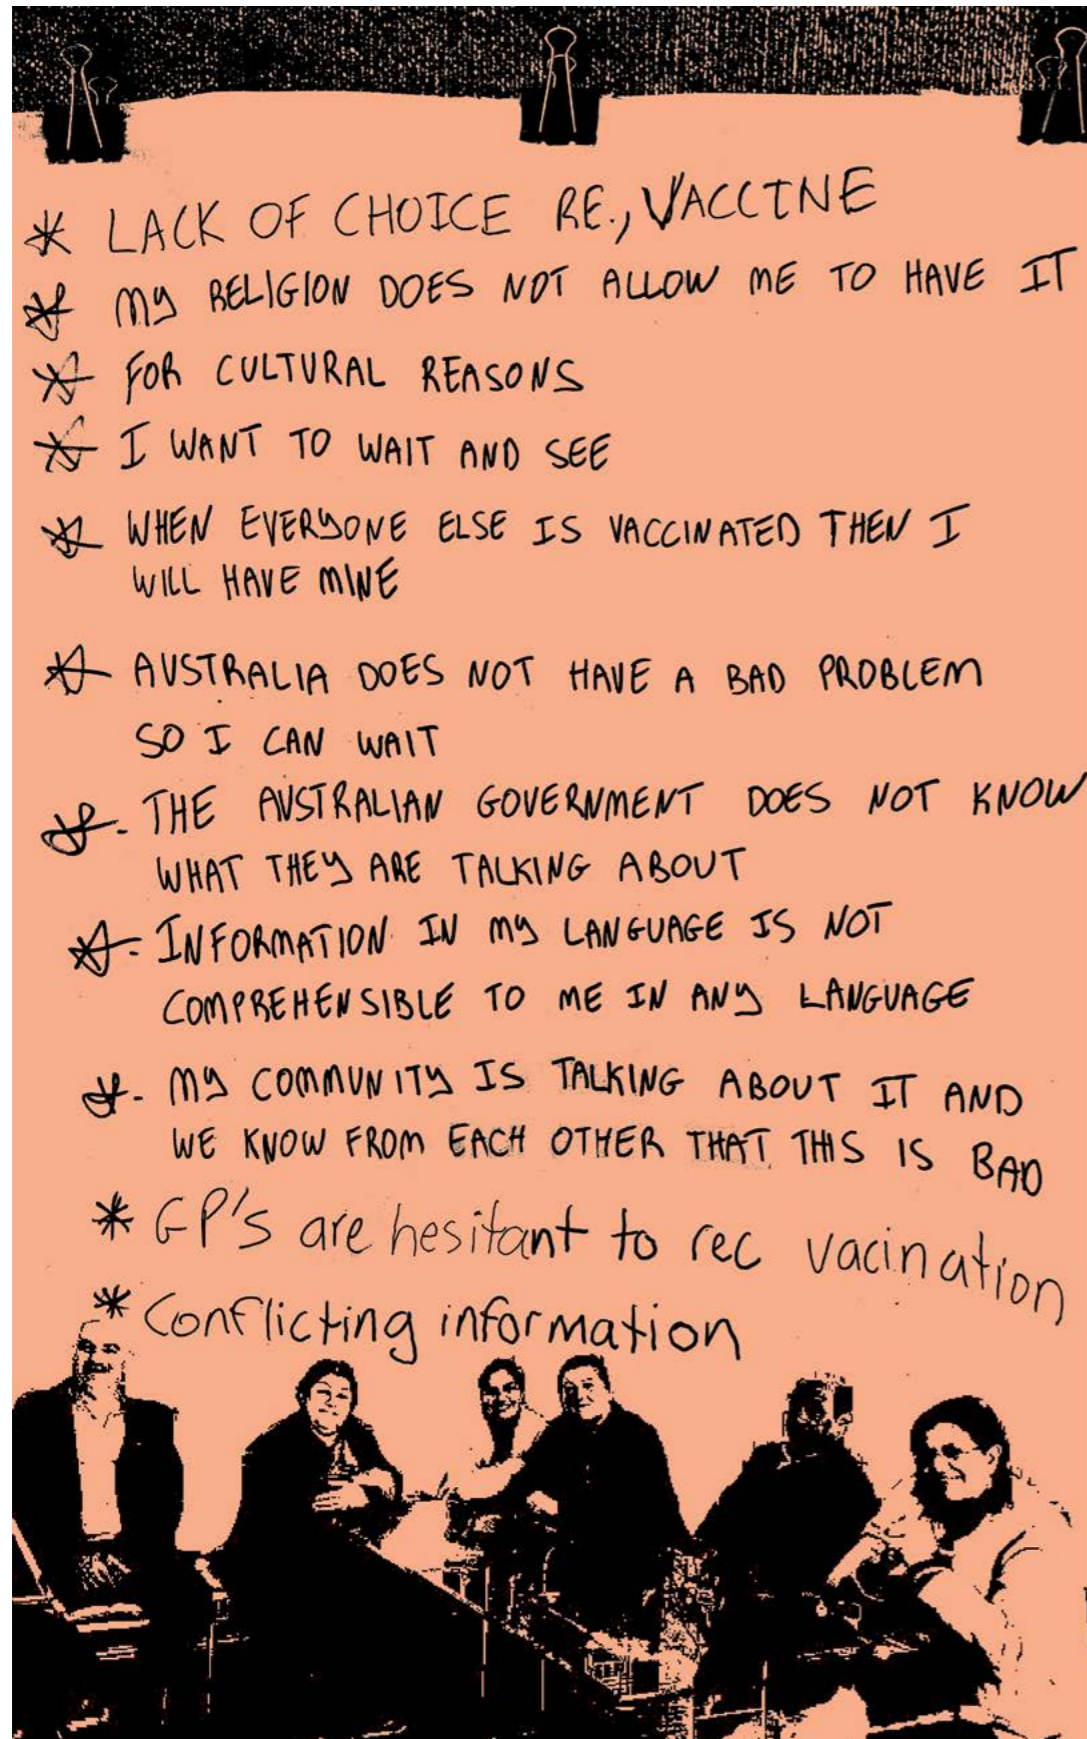 * LACK OF CHOICE RE., VACCINE
* MY RELIGION DOES NOT ALLOW ME TO HAVE IT
* FOR CULTURAL REASONS
* I WANT TO WAIT AND SEE
* WHEN EVERYONE ELSE IS VACCINATED THEN I
WILL HAVE MINE
* AUSTRALIA DOES NOT HAVE A BAD PROBLEM
SO I CAN WAIT
*- THE AUSTRALIAN GOVERNMENT DOES NOT KNOW
WHAT THEY ARE TALKING ABOUT
*- INFORMATION IN MY LANGUAGE IS NOT
COMPREHENSIBLE TO ME IN ANY LANGUAGE
*- MY COMMUNITY IS TALKING ABOUT IT AND
WE KNOW FROM EACH OTHER THAT THIS IS BAD
* GP's are hesitant to rec vacination
* Conflicting information